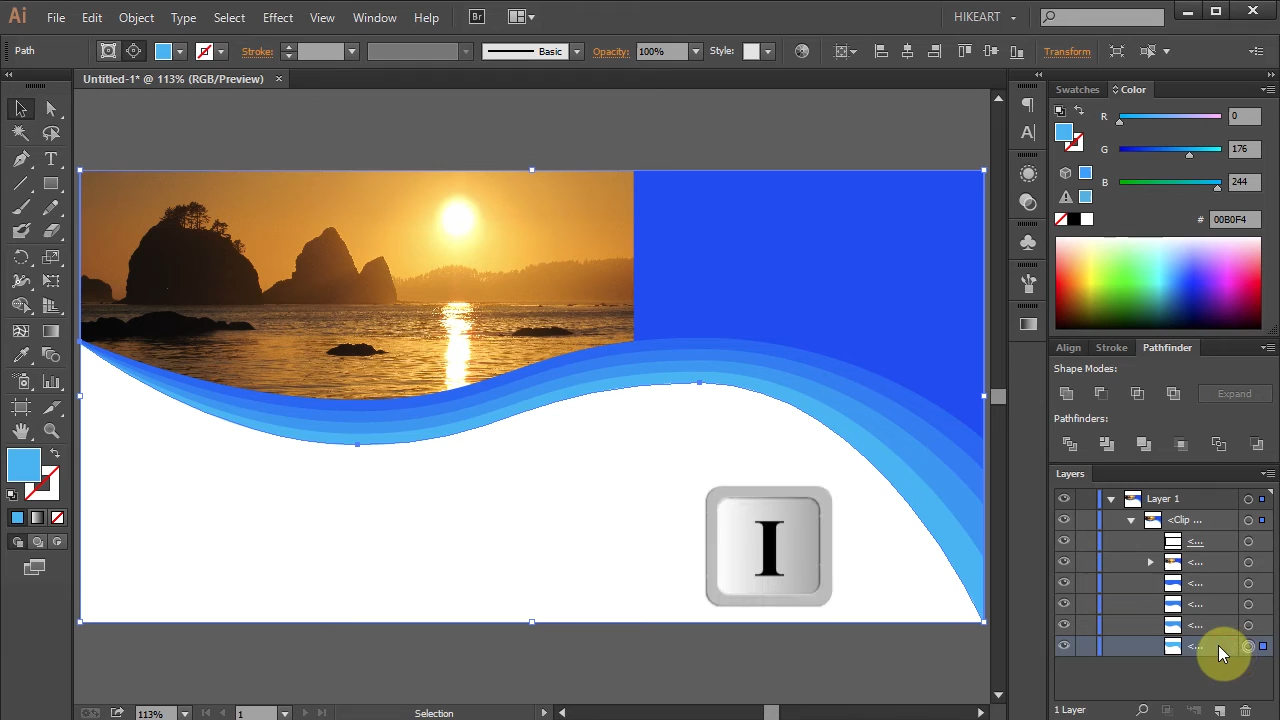 Ai File Edit Object Type Select Effect View Window Help Br HIKEART
Path Stroke: Basic Opacity: 100% Style: Transform
Untitled-1* @ 113% (RGB/Preview) ×
Swatches Color
R 0
G 176
B 244
# 00B0F4
Align Stroke Pathfinder
Shape Modes:
Expand
Pathfinders:
Layers
Layer 1
<Clip ...
<...
<...
<...
<...
<...
<...
I
113% 1 Selection
1 Layer